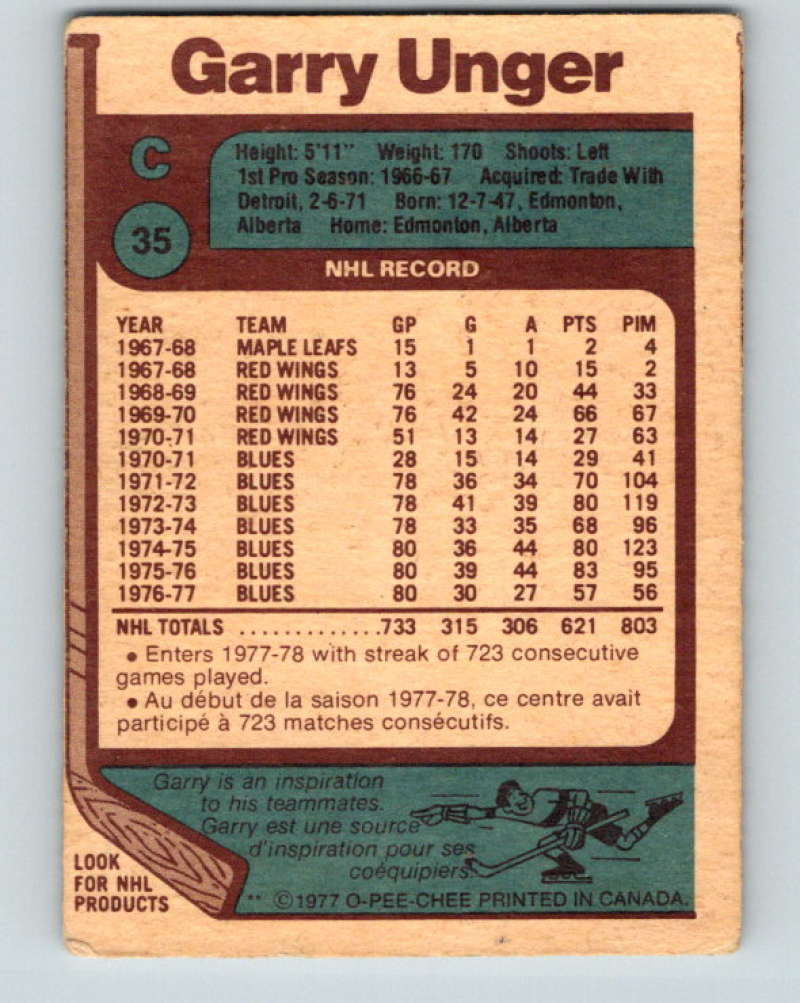 Garry Unger
C
35
Height: 5'11" Weight: 170 Shoots: Left
1st Pro Season: 1966-67 Acquired: Trade With
Detroit, 2-6-71 Born: 12-7-47, Edmonton,
Alberta Home: Edmonton, Alberta
NHL RECORD
YEAR TEAM GP G A PTS PIM
1967-68 MAPLE LEAFS 15 1 1 2 4
1967-68 RED WINGS 13 5 10 15 2
1968-69 RED WINGS 76 24 20 44 33
1969-70 RED WINGS 76 42 24 66 67
1970-71 RED WINGS 51 13 14 27 63
1970-71 BLUES 28 15 14 29 41
1971-72 BLUES 78 36 34 70 104
1972-73 BLUES 78 41 39 80 119
1973-74 BLUES 78 33 35 68 96
1974-75 BLUES 80 36 44 80 123
1975-76 BLUES 80 39 44 83 95
1976-77 BLUES 80 30 27 57 56
NHL TOTALS .............733 315 306 621 803
• Enters 1977-78 with streak of 723 consecutive
games played.
• Au début de la saison 1977-78, ce centre avait
participé à 723 matches consécutifs.
Garry is an inspiration
to his teammates.
Garry est une source
d'inspiration pour ses
coéquipiers.
LOOK
FOR NHL
PRODUCTS
** ©1977 O-PEE-CHEE PRINTED IN CANADA.